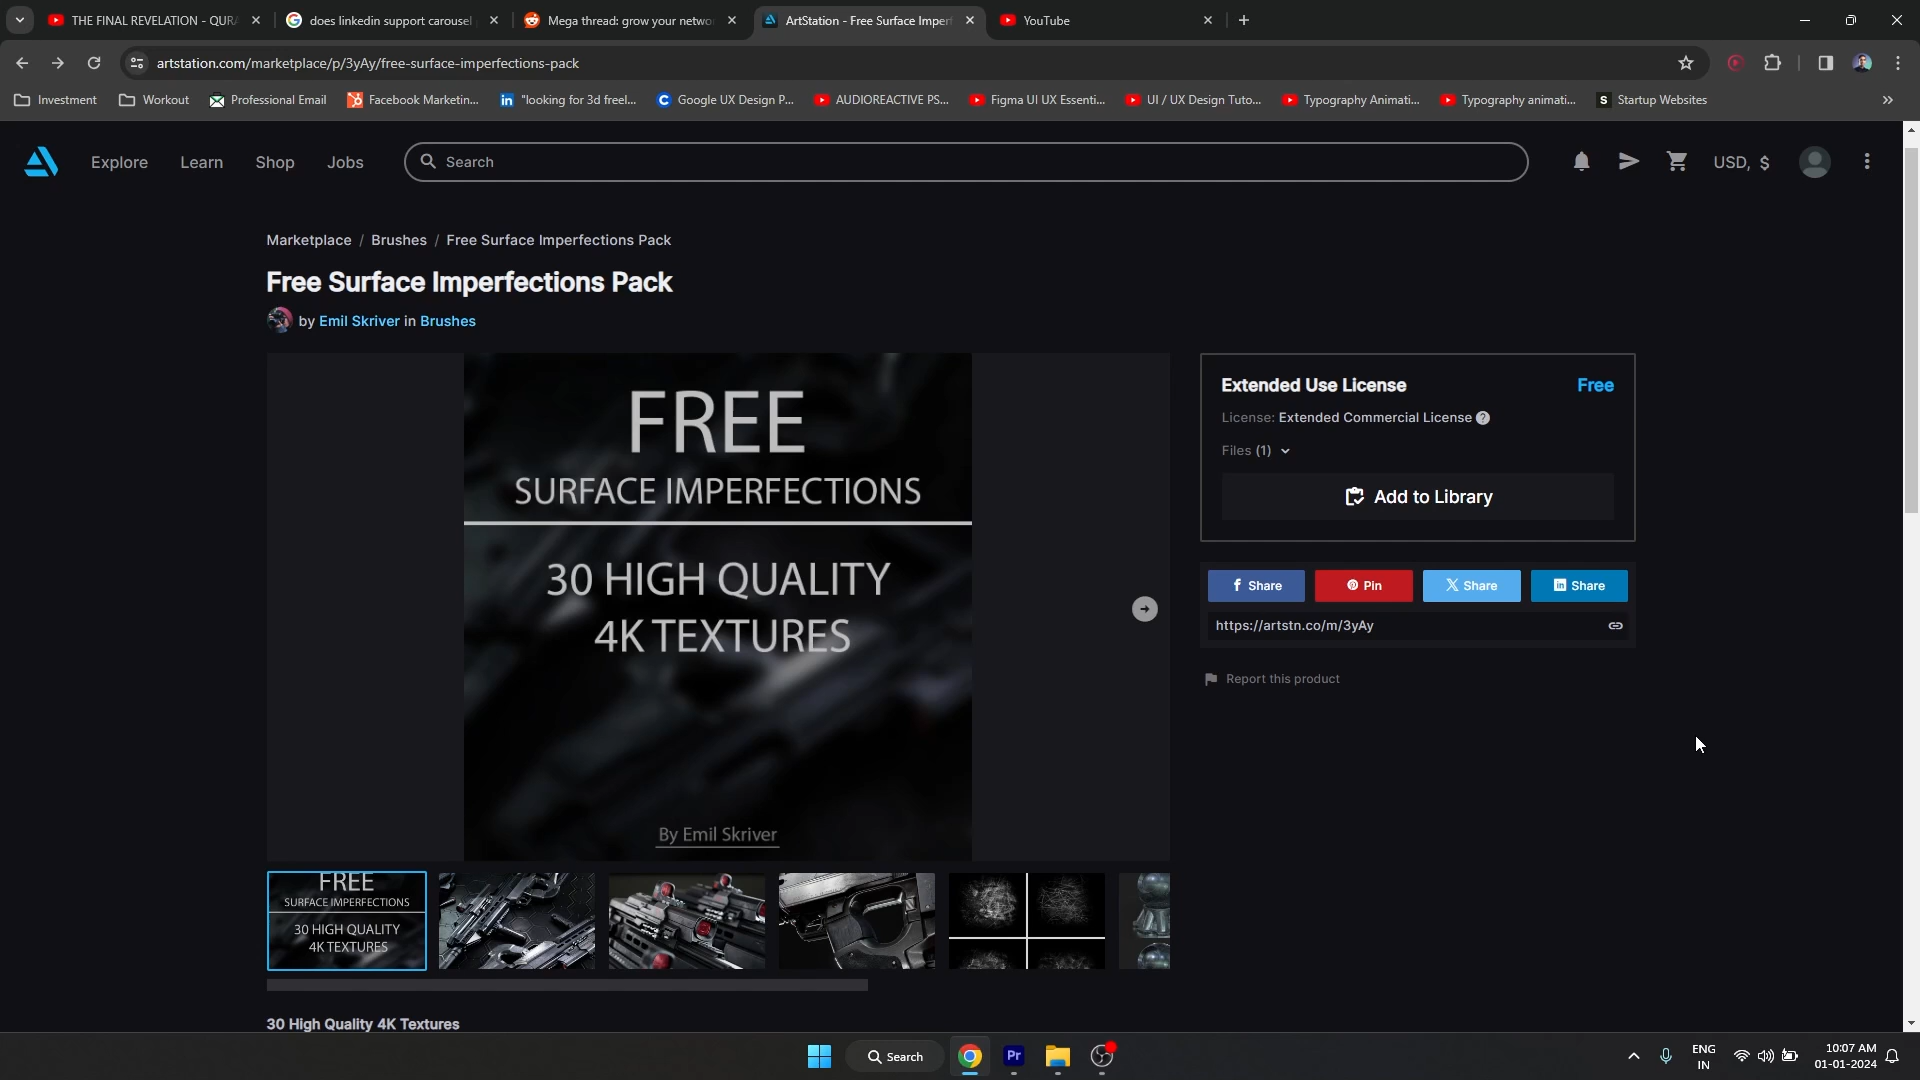 THE FINAL REVELATION - QUR
does linkedin support carousel
Mega thread: grow your netwo
ArtStation - Free Surface Imper
YouTube
artstation.com/marketplace/p/3yAy/free-surface-imperfections-pack
Investment
Workout
Professional Email
Facebook Marketin...
"looking for 3d freel...
Google UX Design P...
AUDIOREACTIVE PS...
Figma UI UX Essenti...
UI / UX Design Tuto...
Typography Animati...
Typography animati...
S Startup Websites
Explore
Learn
Shop
Jobs
Search
USD, $
Marketplace / Brushes / Free Surface Imperfections Pack
Free Surface Imperfections Pack
by Emil Skriver in Brushes
FREE
SURFACE IMPERFECTIONS
30 HIGH QUALITY
4K TEXTURES
By Emil Skriver
Extended Use License Free
License: Extended Commercial License ?
Files (1)
Add to Library
Share
Pin
Share
Share
https://artstn.co/m/3yAy
Report this product
FREE
SURFACE IMPERFECTIONS
30 HIGH QUALITY
4K TEXTURES
30 High Quality 4K Textures
Search
Pr
ENG
IN
10:07 AM
01-01-2024